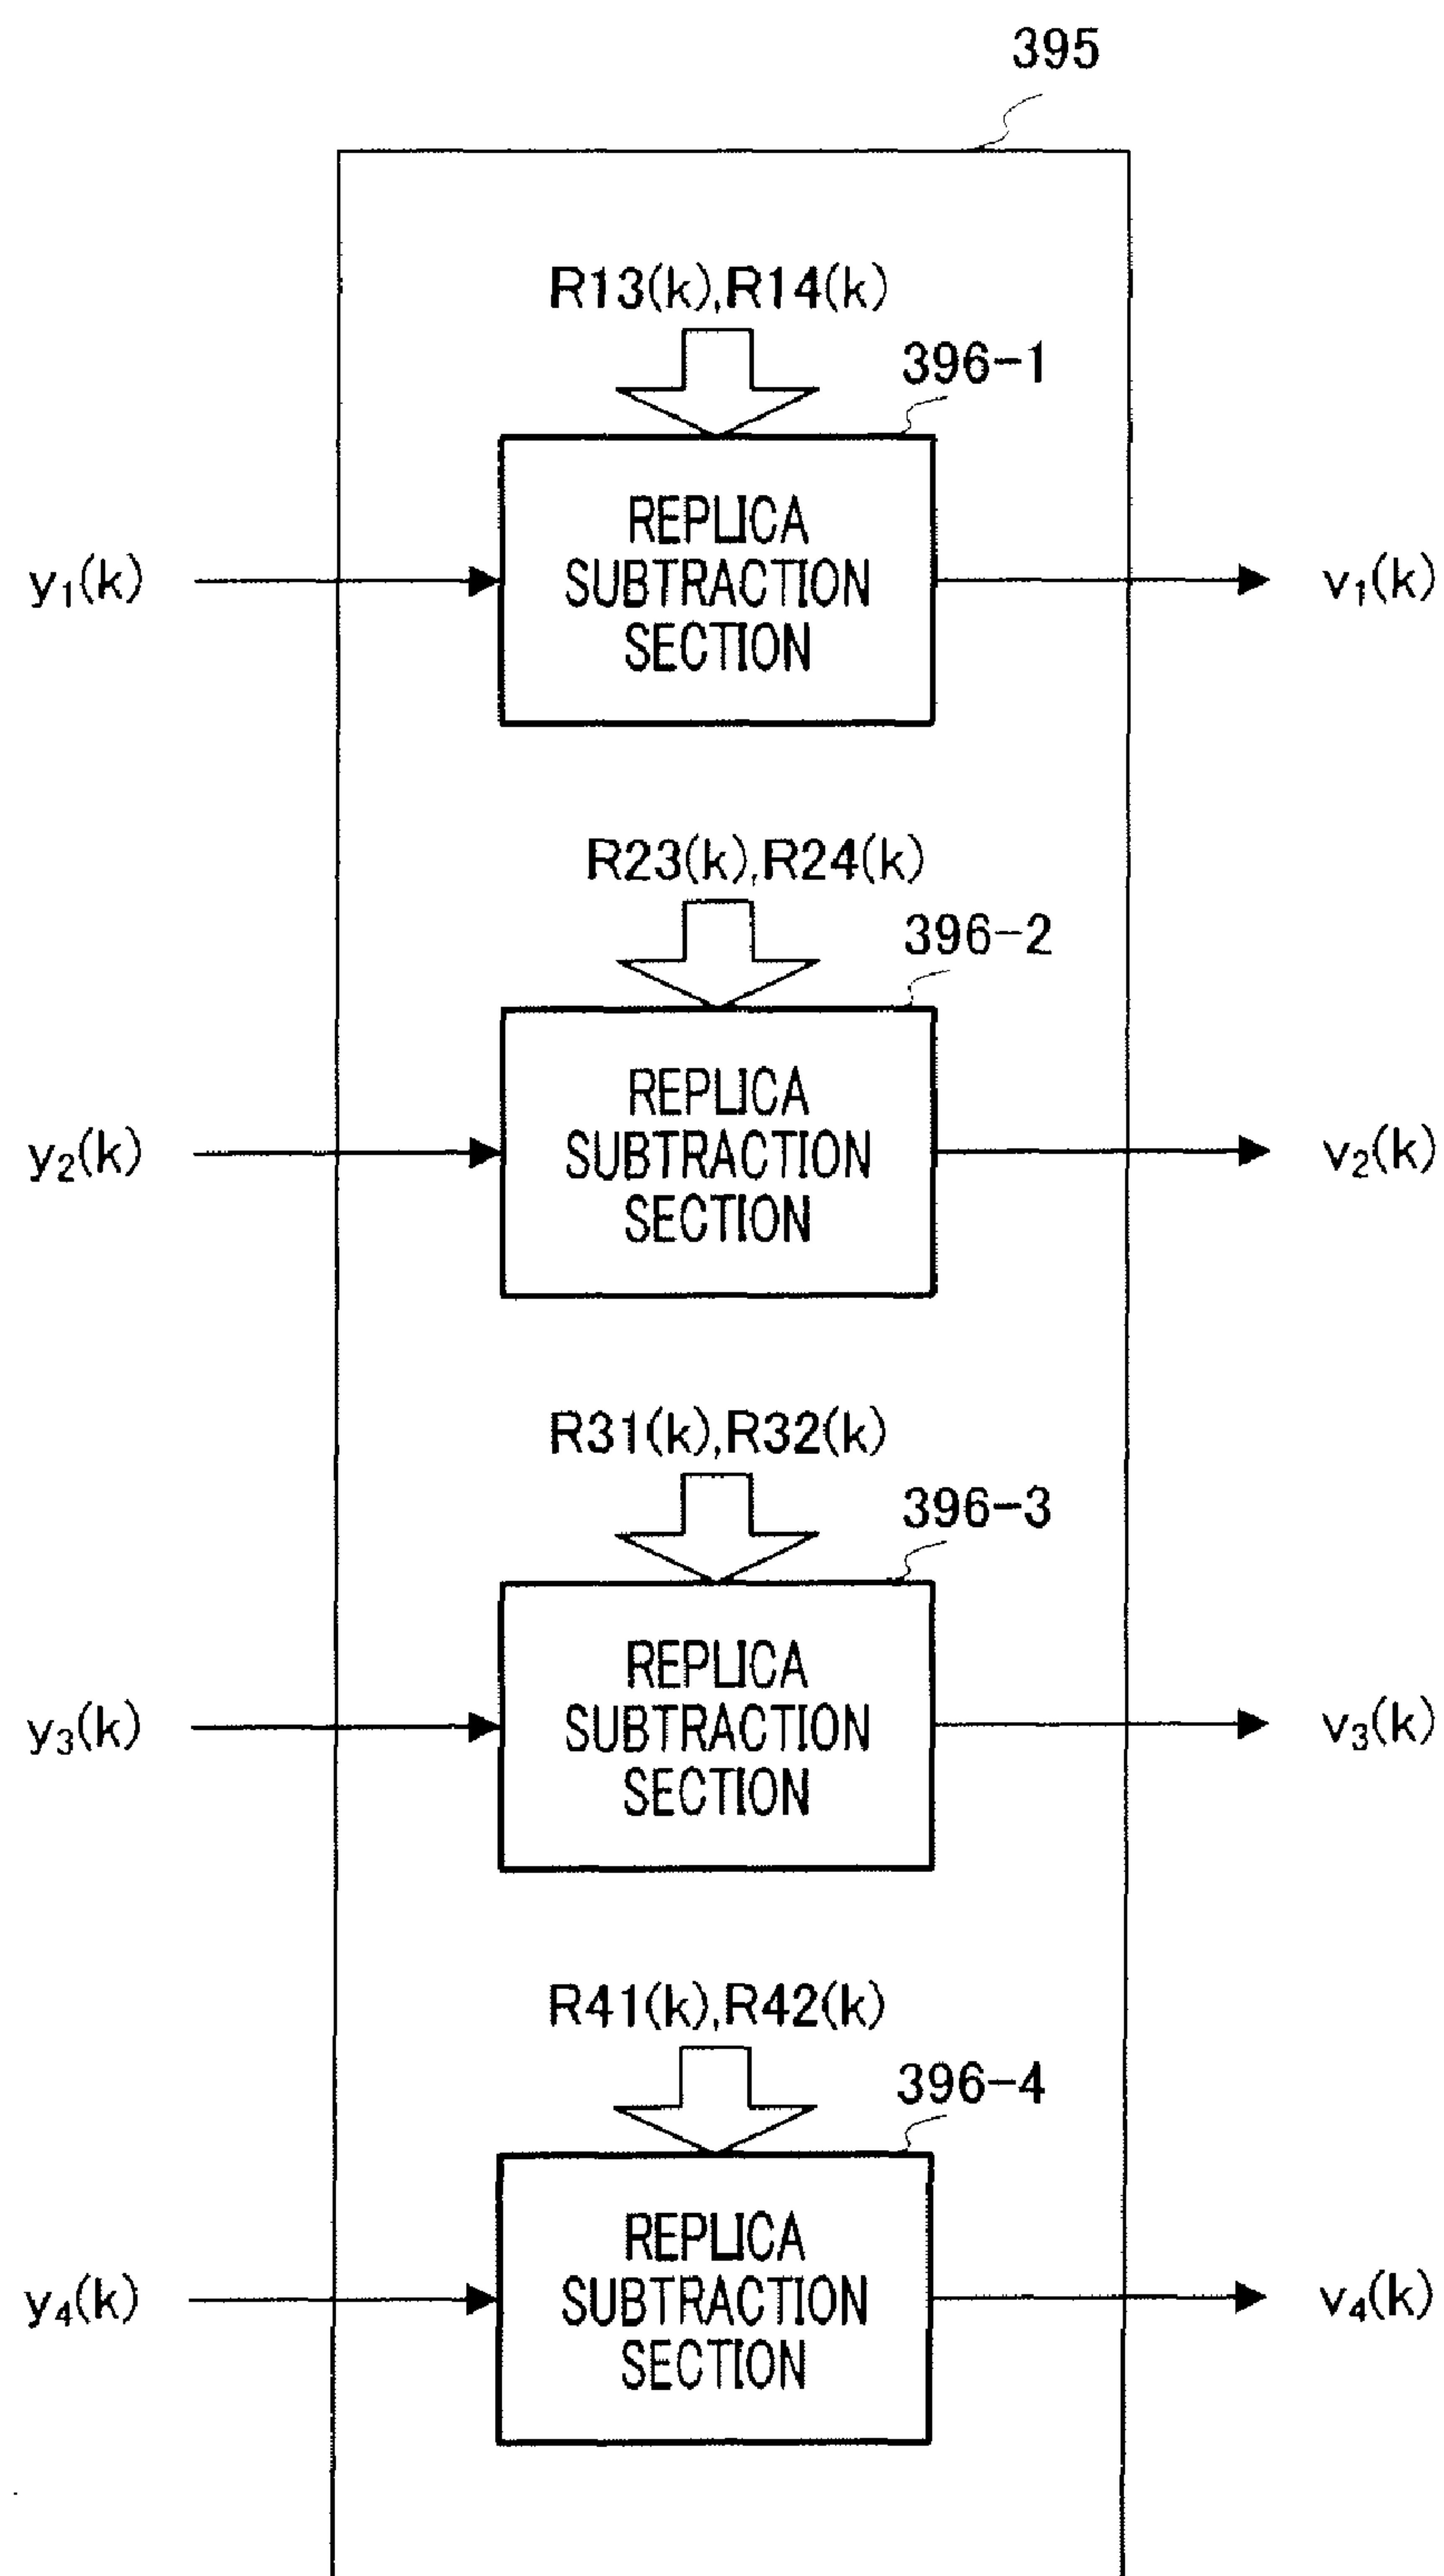 395
R13(k),R14(k)
396-1
REPLICA
SUBTRACTION
SECTION
y₁(k)
v₁(k)
R23(k),R24(k)
396-2
REPLICA
SUBTRACTION
SECTION
y₂(k)
v₂(k)
R31(k),R32(k)
396-3
REPLICA
SUBTRACTION
SECTION
y₃(k)
v₃(k)
R41(k),R42(k)
396-4
REPLICA
SUBTRACTION
SECTION
y₄(k)
v₄(k)